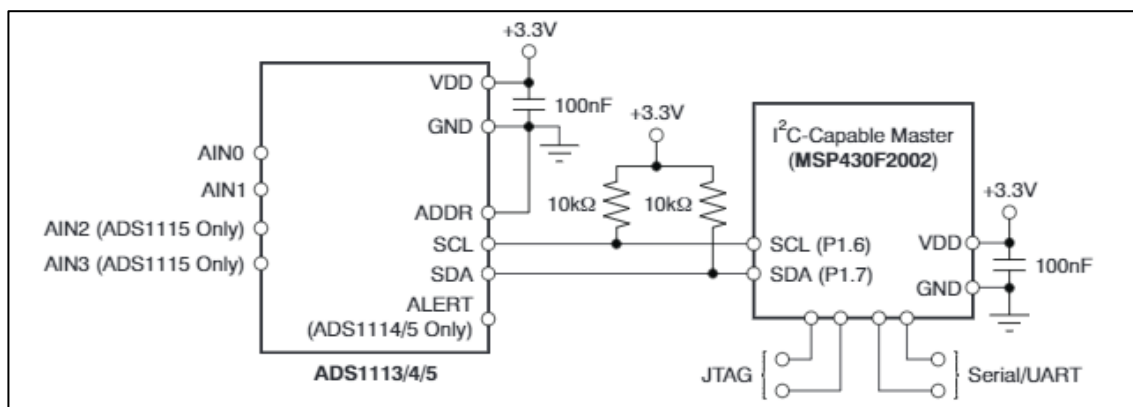 +3.3V
VDD
100nF
GND
AIN0
AIN1
AIN2 (ADS1115 Only)
AIN3 (ADS1115 Only)
ADDR
SCL
SDA
ALERT
(ADS1114/5 Only)
ADS1113/4/5
+3.3V
10kΩ
10kΩ
I²C-Capable Master
(MSP430F2002)
SCL (P1.6)
SDA (P1.7)
+3.3V
VDD
100nF
GND
JTAG
Serial/UART